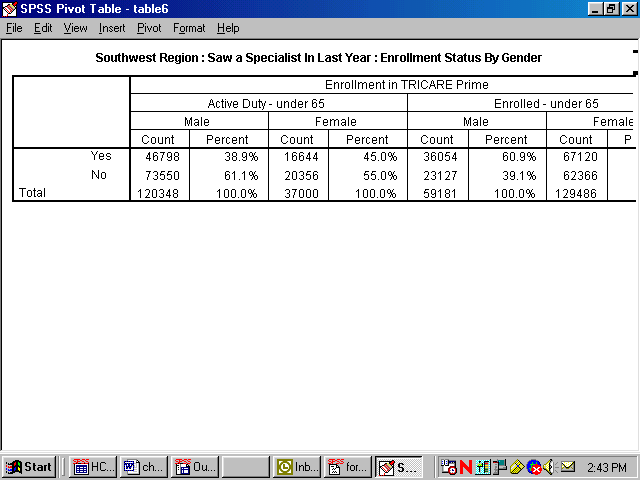 SPSS Pivot Table - table6
File Edit View Insert Pivot Format Help
Southwest Region : Saw a Specialist In Last Year : Enrollment Status By Gender
Enrollment in TRICARE Prime
Active Duty - under 65 Enrolled - under 65
Male Female Male Female
Count Percent Count Percent Count Percent Count P
Yes 46798 38.9% 16644 45.0% 36054 60.9% 67120
No 73550 61.1% 20356 55.0% 23127 39.1% 62366
Total 120348 100.0% 37000 100.0% 59181 100.0% 129486
Start HC... ch... Ou... Inb... for... S... 2:43 PM